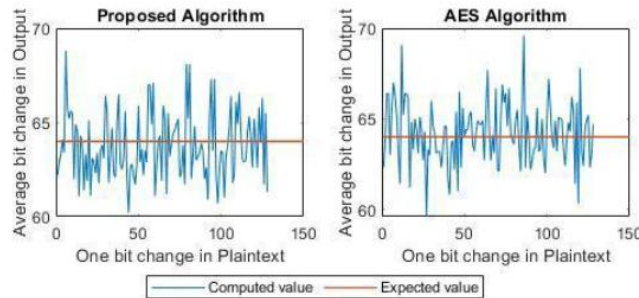 Proposed Algorithm
Average bit change in Output
70
65
60
0
50
100
150
One bit change in Plaintext
AES Algorithm
Average bit change in Output
70
65
60
0
50
100
150
One bit change in Plaintext
Computed value
Expected value